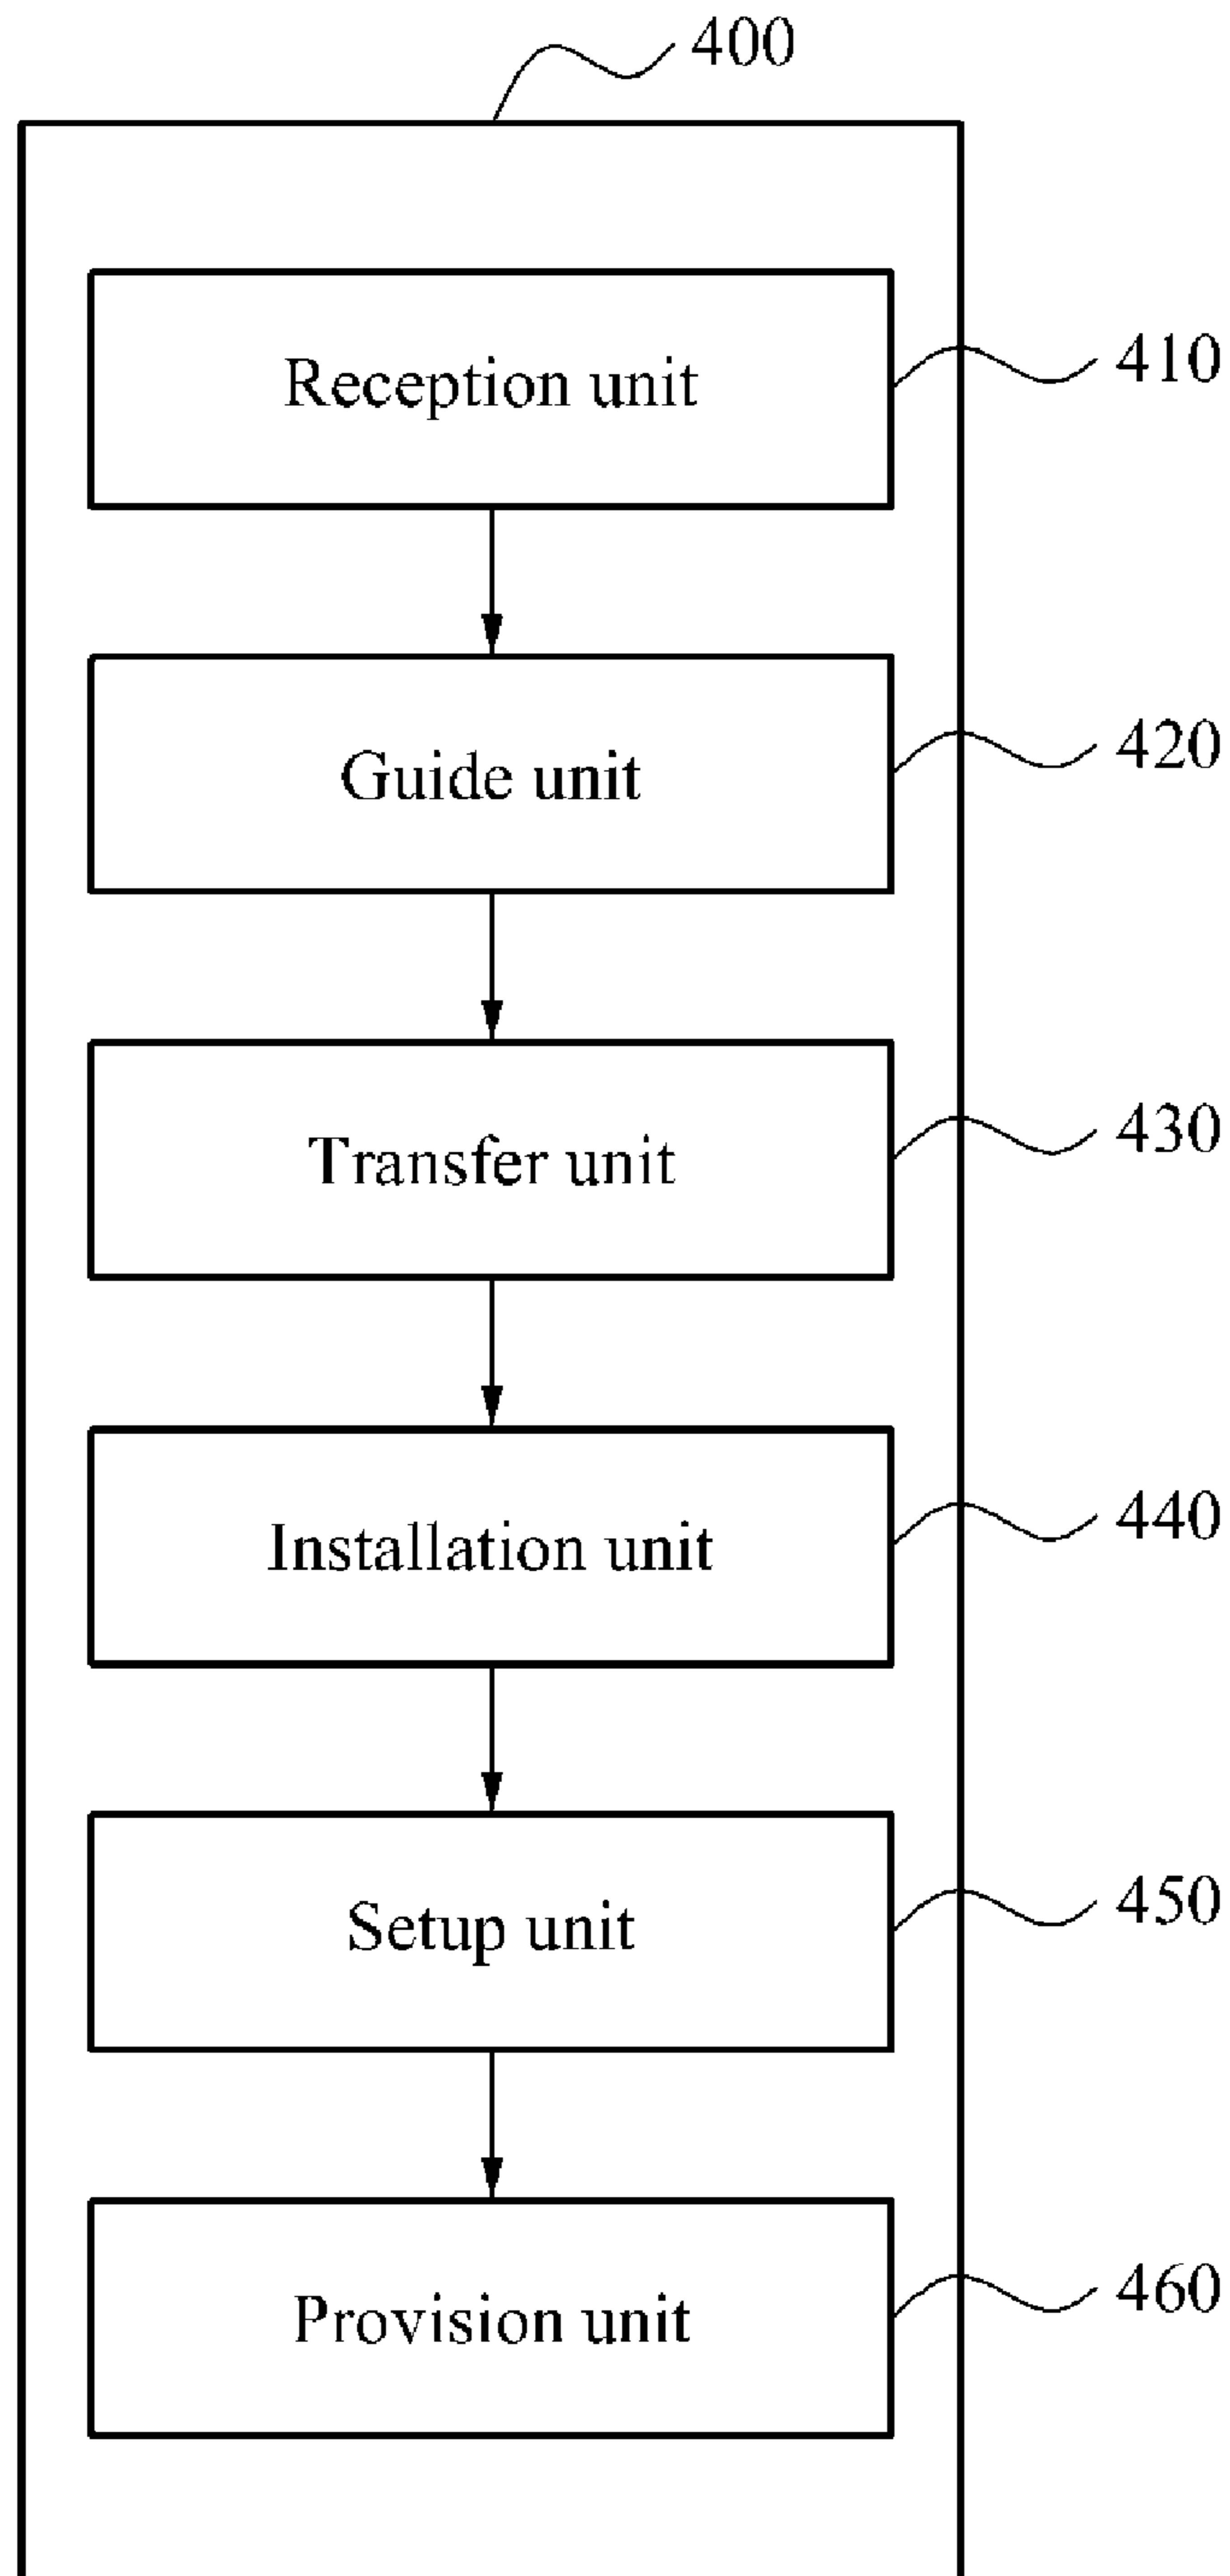 400
Reception unit
410
Guide unit
420
Transfer unit
430
Installation unit
440
Setup unit
450
Provision unit
460